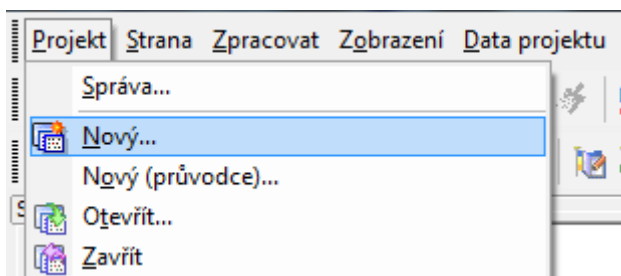 Projekt Strana Zpracovat Zobrazení Data projektu
Správa...
Nový...
Nový (průvodce)...
Otevřít...
Zavřít